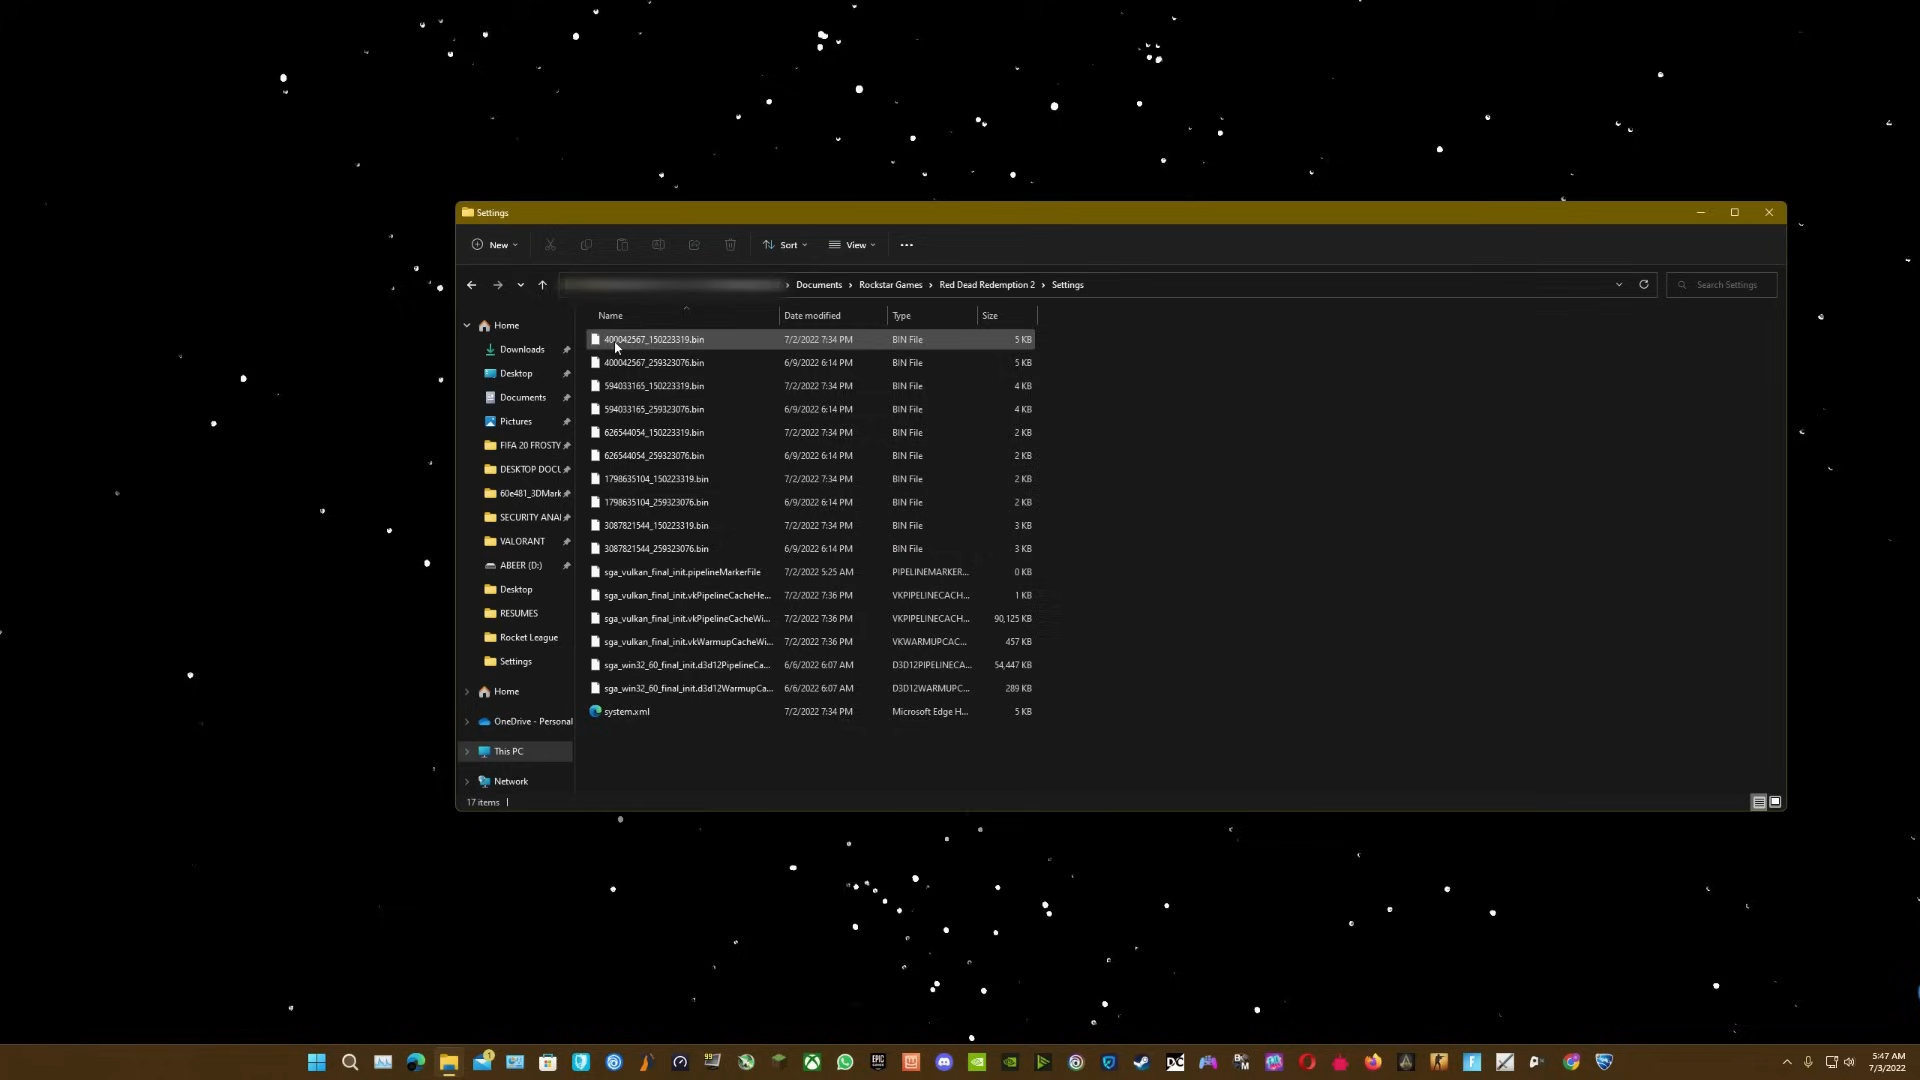 Settings
New
Sort
View
Documents > Rockstar Games > Red Dead Redemption 2 > Settings
Search Settings
Name Date modified Type Size
Home
Downloads
Desktop
Documents
Pictures
FIFA 20 FROSTY
DESKTOP DOCU
60e481_3DMark
SECURITY ANAL
VALORANT
ABEER (D:)
Desktop
RESUMES
Rocket League
Settings
Home
OneDrive - Personal
This PC
Network
400042567_150223319.bin 7/2/2022 7:34 PM BIN File 5 KB
400042567_259323076.bin 6/9/2022 6:14 PM BIN File 5 KB
594033165_150223319.bin 7/2/2022 7:34 PM BIN File 4 KB
594033165_259323076.bin 6/9/2022 6:14 PM BIN File 4 KB
626544054_150223319.bin 7/2/2022 7:34 PM BIN File 2 KB
626544054_259323076.bin 6/9/2022 6:14 PM BIN File 2 KB
1798635104_150223319.bin 7/2/2022 7:34 PM BIN File 2 KB
1798635104_259323076.bin 6/9/2022 6:14 PM BIN File 2 KB
3087821544_150223319.bin 7/2/2022 7:34 PM BIN File 3 KB
3087821544_259323076.bin 6/9/2022 6:14 PM BIN File 3 KB
sga_vulkan_final_init.pipelineMarkerFile 7/2/2022 5:25 AM PIPELINEMARKER... 0 KB
sga_vulkan_final_init.vkPipelineCacheHe... 7/2/2022 7:36 PM VKPIPELINECACH... 1 KB
sga_vulkan_final_init.vkPipelineCacheWi... 7/2/2022 7:36 PM VKPIPELINECACH... 90,125 KB
sga_vulkan_final_init.vkWarmupCacheWi... 7/2/2022 7:36 PM VKWARMUPCAC... 457 KB
sga_win32_60_final_init.d3d12PipelineCa... 6/6/2022 6:07 AM D3D12PIPELINECA... 54,447 KB
sga_win32_60_final_init.d3d12WarmupCa... 6/6/2022 6:07 AM D3D12WARMUPC... 289 KB
system.xml 7/2/2022 7:34 PM Microsoft Edge H... 5 KB
17 items
5:47 AM
7/3/2022